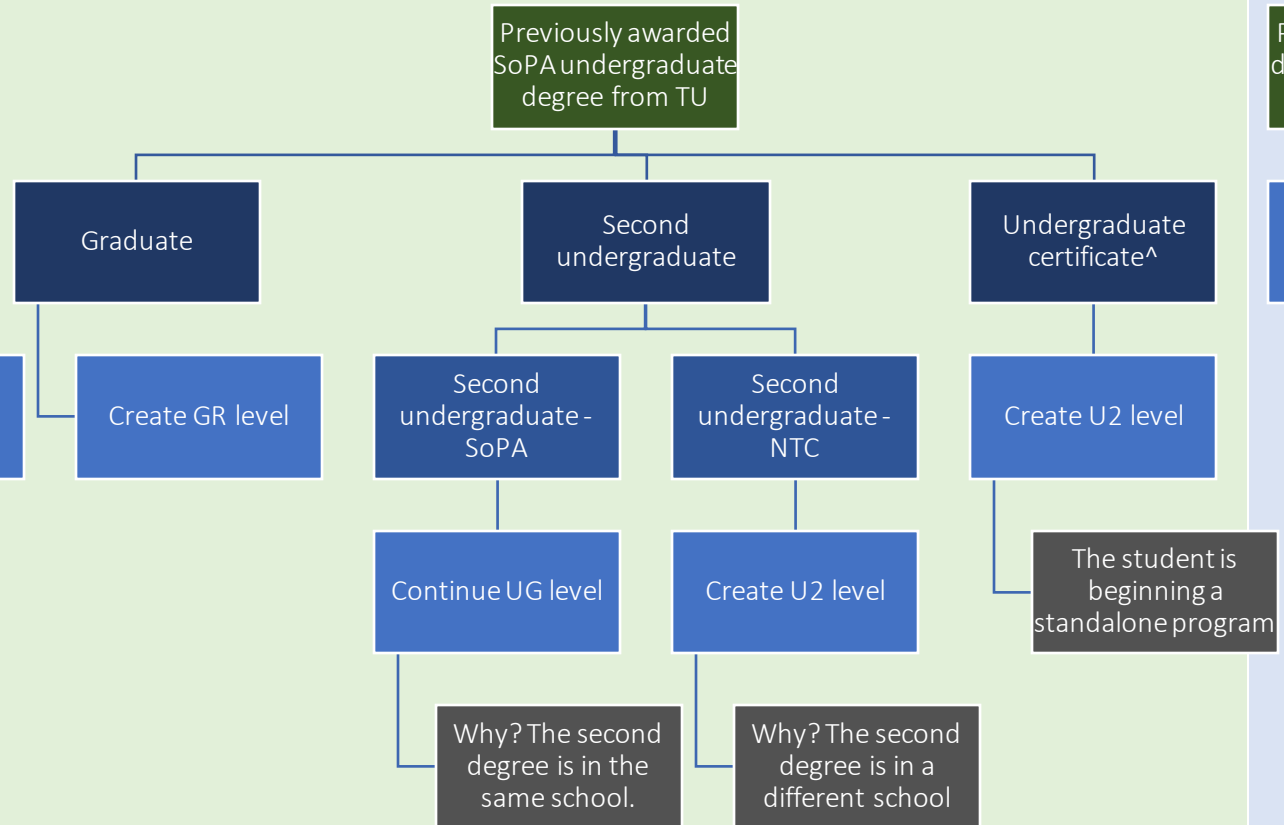 Previously awarded
SoPA undergraduate
degree from TU
Graduate
Second
undergraduate
Undergraduate
certificate^
Create GR level
Second
undergraduate -
SoPA
Second
undergraduate -
NTC
Create U2 level
Continue UG level
Create U2 level
The student is
beginning a
standalone program
Why? The second
degree is in the
same school.
Why? The second
degree is in a
different school